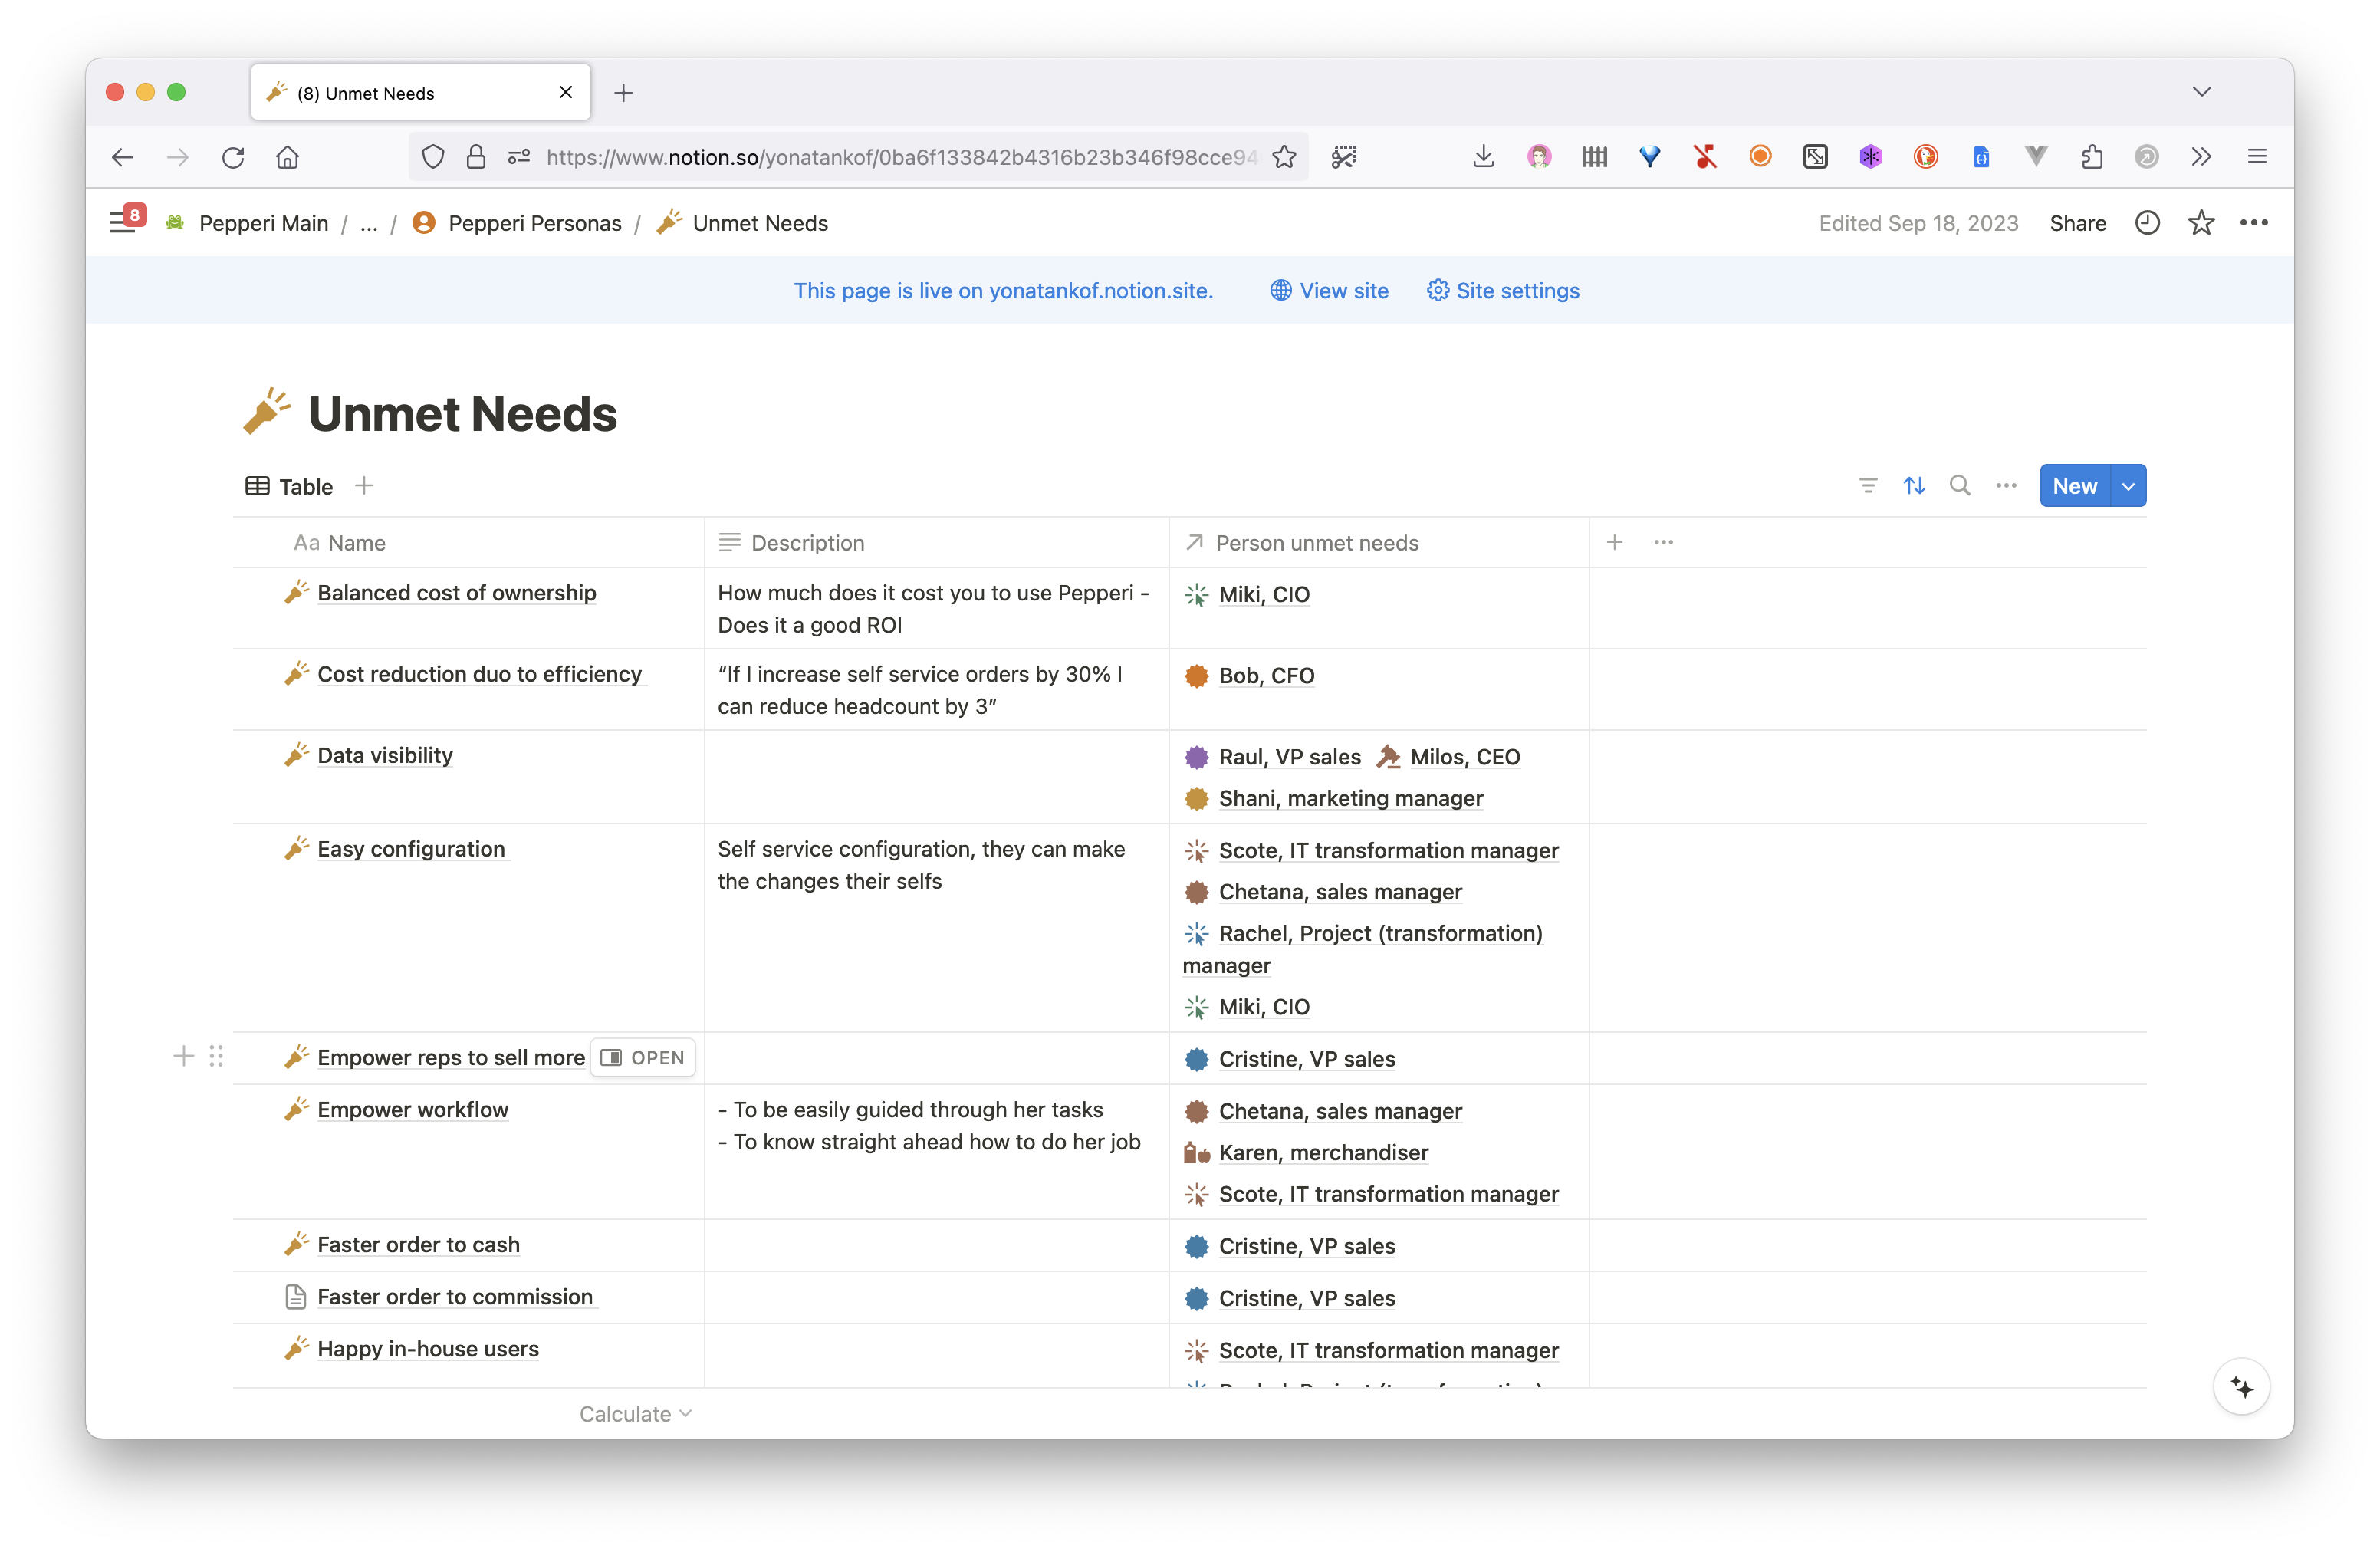 (8) Unmet Needs
https://www.notion.so/yonatankof/0ba6f133842b4316b23b346f98cce94
8
Pepperi Main / ... / Pepperi Personas / Unmet Needs
Edited Sep 18, 2023 Share
This page is live on yonatankof.notion.site. View site Site settings
Unmet Needs
Table
New
Aa Name Description Person unmet needs
Balanced cost of ownership
How much does it cost you to use Pepperi -
Does it a good ROI
Miki, CIO
Cost reduction duo to efficiency
“If I increase self service orders by 30% I
can reduce headcount by 3”
Bob, CFO
Data visibility
Raul, VP sales Milos, CEO
Shani, marketing manager
Easy configuration
Self service configuration, they can make
the changes their selfs
Scote, IT transformation manager
Chetana, sales manager
Rachel, Project (transformation)
manager
Miki, CIO
Empower reps to sell more OPEN
Cristine, VP sales
Empower workflow
- To be easily guided through her tasks
- To know straight ahead how to do her job
Chetana, sales manager
Karen, merchandiser
Scote, IT transformation manager
Faster order to cash
Cristine, VP sales
Faster order to commission
Cristine, VP sales
Happy in-house users
Scote, IT transformation manager
Calculate